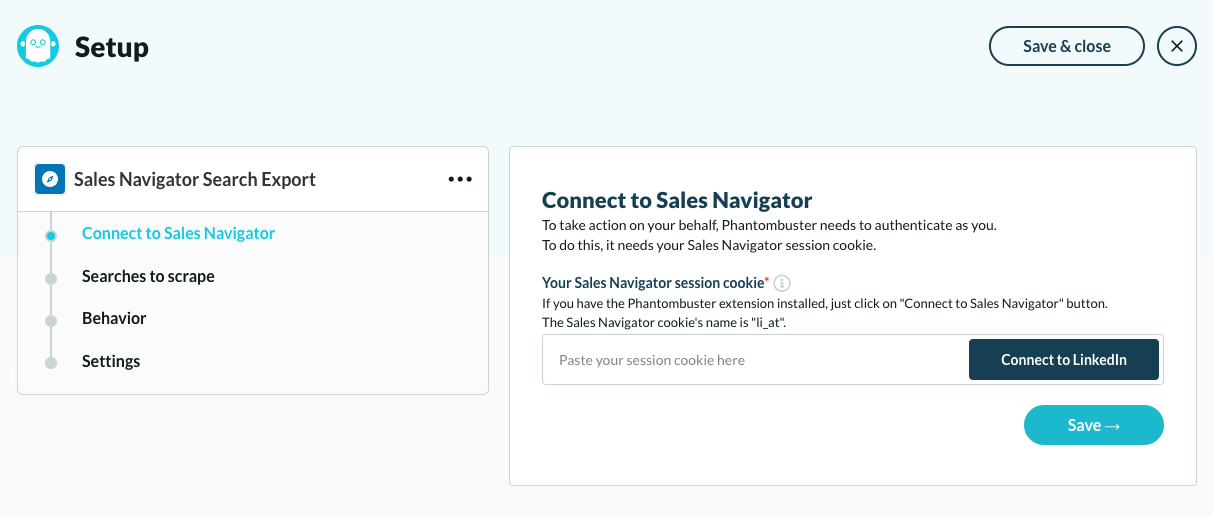 Setup
Save & close
Sales Navigator Search Export
Connect to Sales Navigator
Searches to scrape
Behavior
Settings
Connect to Sales Navigator
To take action on your behalf, Phantombuster needs to authenticate as you.
To do this, it needs your Sales Navigator session cookie.
Your Sales Navigator session cookie*
If you have the Phantombuster extension installed, just click on "Connect to Sales Navigator" button.
The Sales Navigator cookie's name is "li_at".
Paste your session cookie here
Connect to LinkedIn
Save →